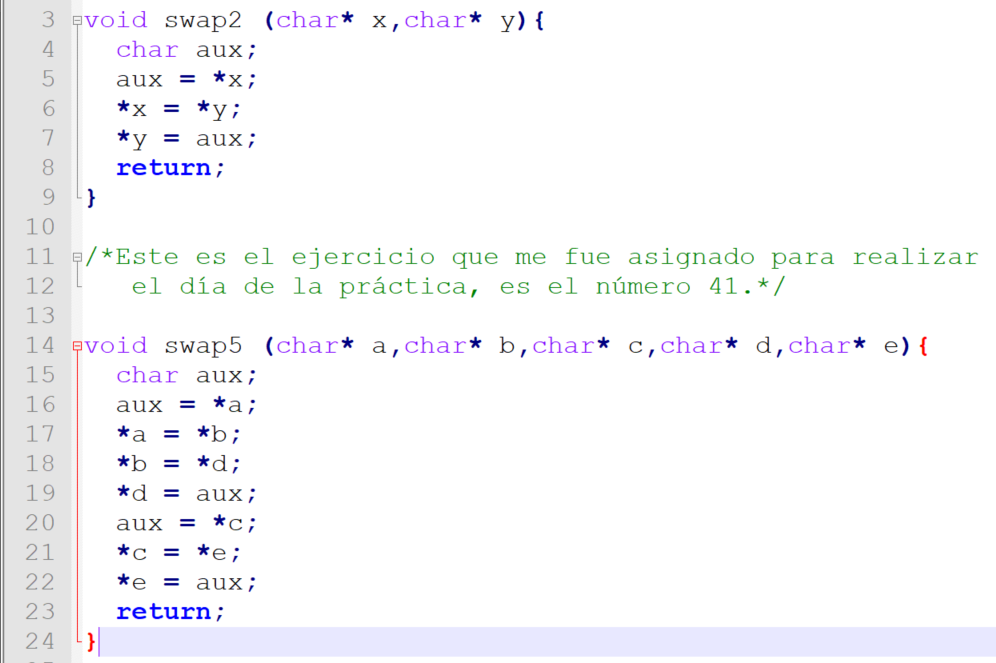 3 void swap2 (char* x,char* y){
4 char aux;
5 aux = *x;
6 *x = *y;
7 *y = aux;
8 return;
9 }
10
11 /*Este es el ejercicio que me fue asignado para realizar
12 el día de la práctica, es el número 41.*/
13
14 void swap5 (char* a,char* b,char* c,char* d,char* e){
15 char aux;
16 aux = *a;
17 *a = *b;
18 *b = *d;
19 *d = aux;
20 aux = *c;
21 *c = *e;
22 *e = aux;
23 return;
24 }